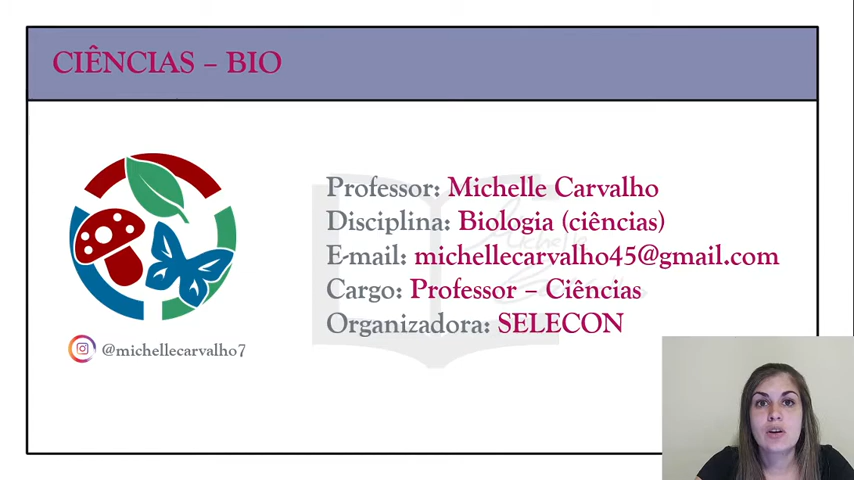 CIÊNCIAS – BIO
Professor: Michelle Carvalho
Disciplina: Biologia (ciências)
E-mail: michellecarvalho45@gmail.com
Cargo: Professor – Ciências
Organizadora: SELECON
@michellecarvalho7